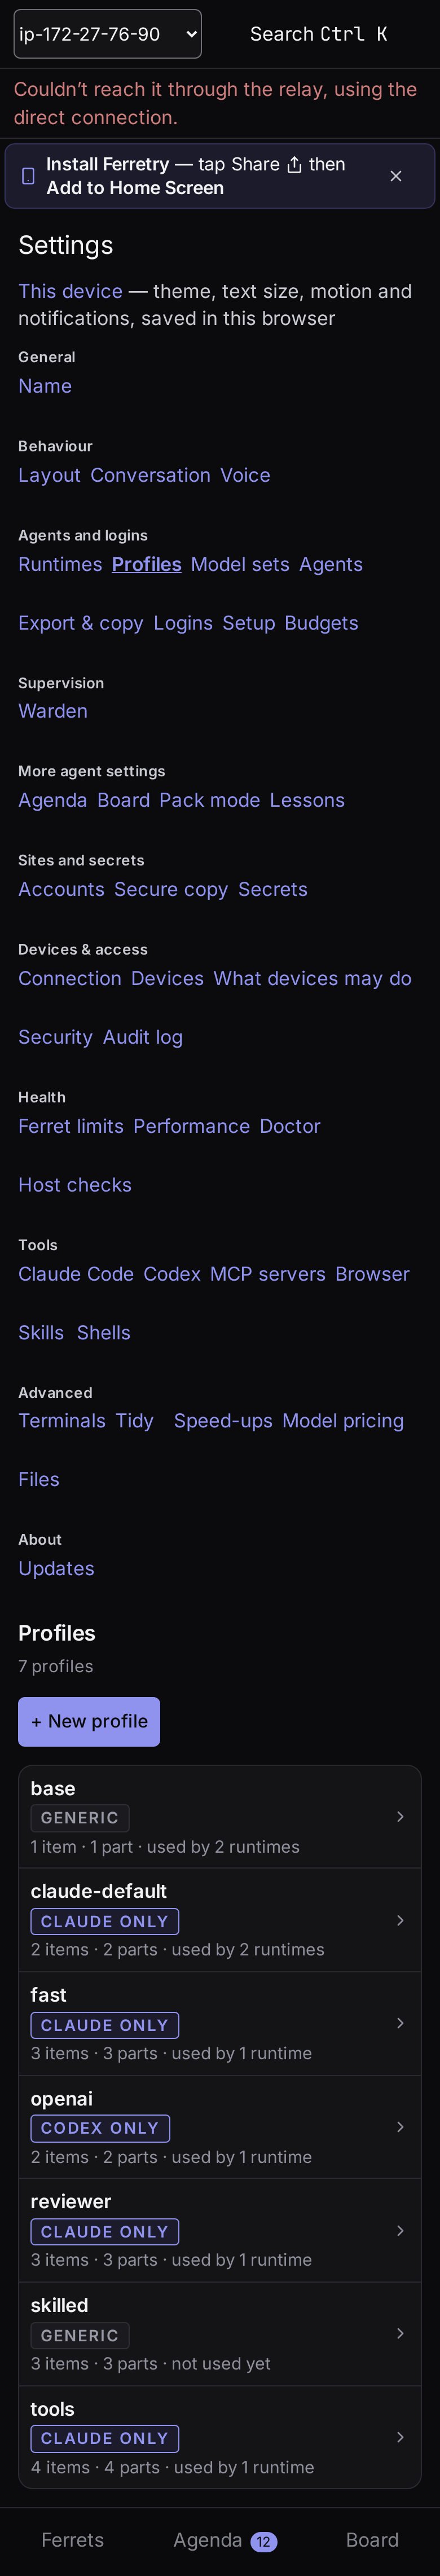 ip-172-27-76-90 Search Ctrl K
Couldn’t reach it through the relay, using the
direct connection.
Install Ferretry — tap Share then
Add to Home Screen
Settings
This device — theme, text size, motion and
notifications, saved in this browser
General
Name
Behaviour
Layout Conversation Voice
Agents and logins
Runtimes Profiles Model sets Agents
Export & copy Logins Setup Budgets
Supervision
Warden
More agent settings
Agenda Board Pack mode Lessons
Sites and secrets
Accounts Secure copy Secrets
Devices & access
Connection Devices What devices may do
Security Audit log
Health
Ferret limits Performance Doctor
Host checks
Tools
Claude Code Codex MCP servers Browser
Skills Shells
Advanced
Terminals Tidy Speed-ups Model pricing
Files
About
Updates
Profiles
7 profiles
+ New profile
base
GENERIC
1 item · 1 part · used by 2 runtimes
claude-default
CLAUDE ONLY
2 items · 2 parts · used by 2 runtimes
fast
CLAUDE ONLY
3 items · 3 parts · used by 1 runtime
openai
CODEX ONLY
2 items · 2 parts · used by 1 runtime
reviewer
CLAUDE ONLY
3 items · 3 parts · used by 1 runtime
skilled
GENERIC
3 items · 3 parts · not used yet
tools
CLAUDE ONLY
4 items · 4 parts · used by 1 runtime
Ferrets Agenda 12 Board